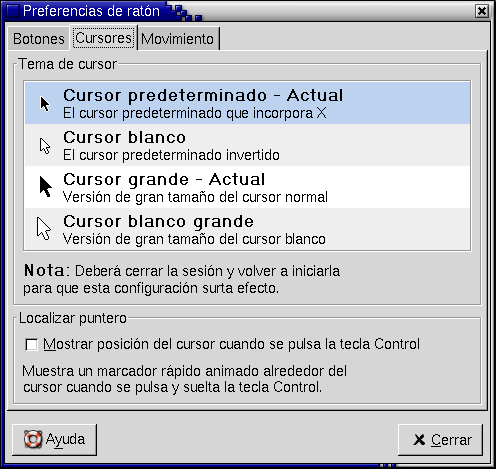 Preferencias de ratón
Botones Cursores Movimiento
Tema de cursor
Cursor predeterminado - Actual
El cursor predeterminado que incorpora X
Cursor blanco
El cursor predeterminado invertido
Cursor grande - Actual
Versión de gran tamaño del cursor normal
Cursor blanco grande
Versión de gran tamaño del cursor blanco
Nota: Deberá cerrar la sesión y volver a iniciarla
para que esta configuración surta efecto.
Localizar puntero
Mostrar posición del cursor cuando se pulsa la tecla Control
Muestra un marcador rápido animado alrededor del
cursor cuando se pulsa y suelta la tecla Control.
Ayuda Cerrar